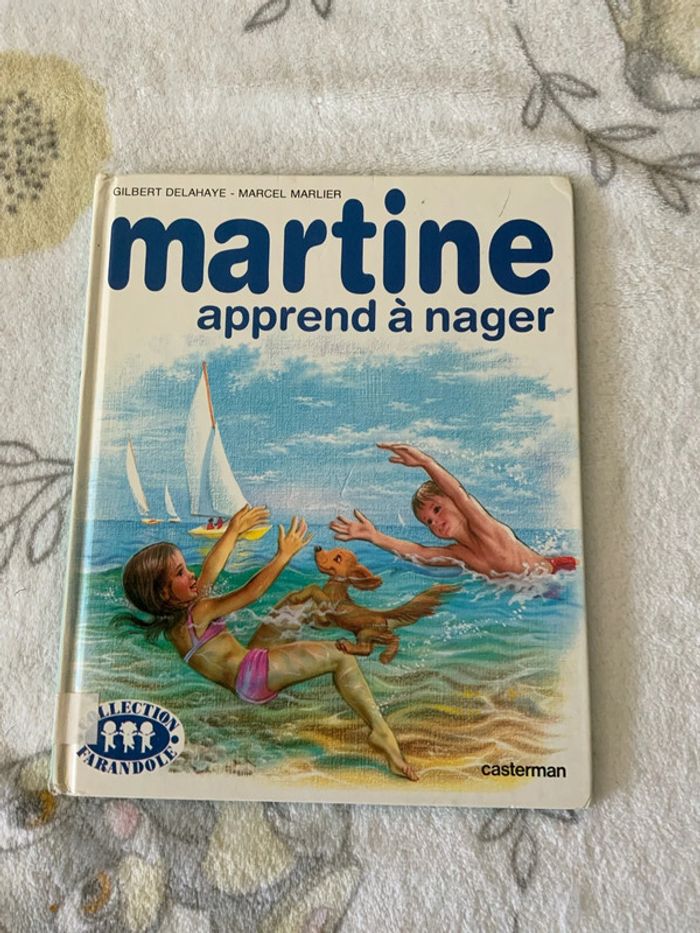 GILBERT DELAHAYE - MARCEL MARLIER
martine
apprend à nager
COLLECTION
FARANDOLE
casterman